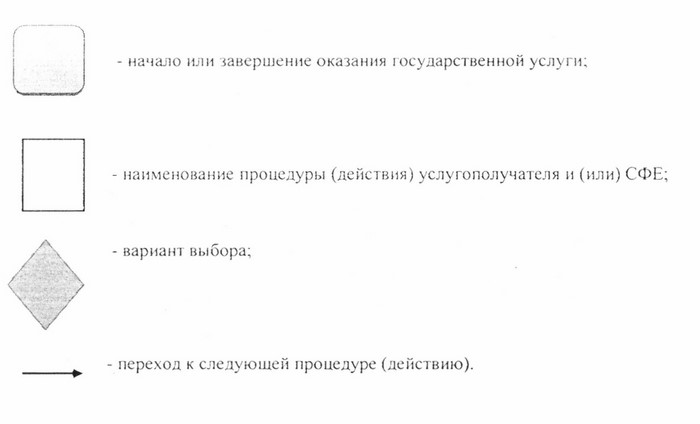 - начало или завершение оказания государственной услуги;
- наименование процедуры (действия) услугополучателя и (или) СФЕ;
- вариант выбора;
- переход к следующей процедуре (действию).